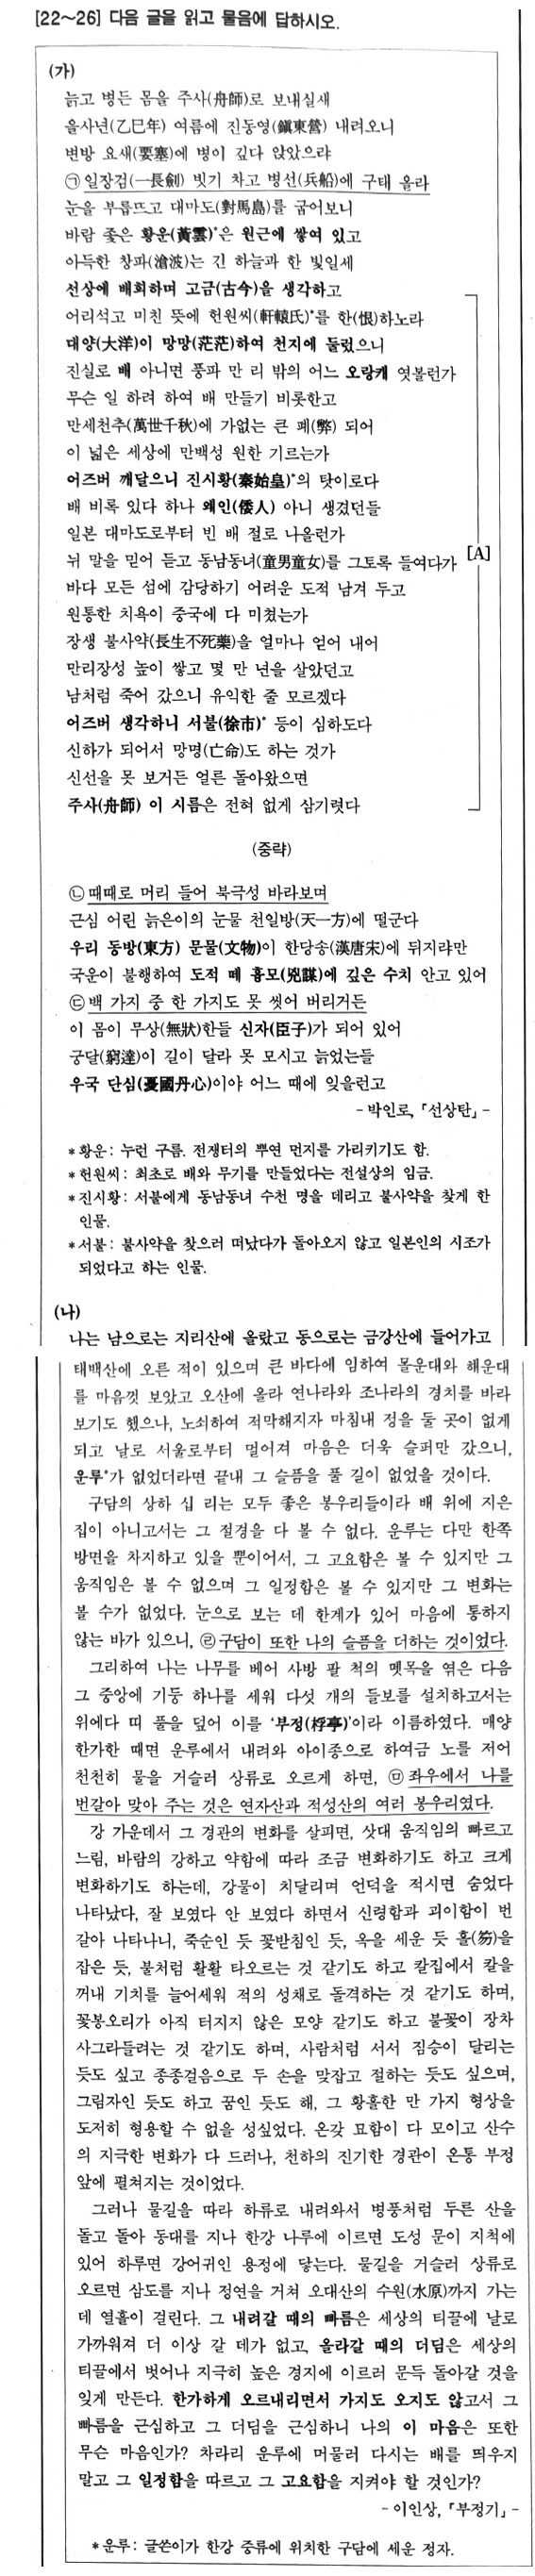 [22~26] 다음 글을 읽고 물음에 답하시오.
(가)
늙고 병든 몸을 주사(舟師)로 보내실새
을사년(乙巳年) 여름에 진동영(鎭東營) 내려오니
변방 요새(要塞)에 병이 깊다 앉았으랴
㉠ 일장검(一長劍) 빗기 차고 병선(兵船)에 구태 올라
눈을 부릅뜨고 대마도(對馬島)를 굽어보니
바람 좇은 황운(黃雲)*은 원근에 쌓여 있고
아득한 창파(滄波)는 긴 하늘과 한 빛일세
선상에 배회하며 고금(古今)을 생각하고
어리석고 미친 뜻에 헌원씨(軒轅氏)*를 한(恨)하노라
대양(大洋)이 망망(茫茫)하여 천지에 둘렀으니
진실로 배 아니면 풍파 만 리 밖의 어느 오랑캐 엿볼런가
무슨 일 하려 하여 배 만들기 비롯한고
만세천추(萬世千秋)에 가없는 큰 폐(弊) 되어
이 넓은 세상에 만백성 원한 기르는가
어즈버 깨달으니 진시황(秦始皇)*의 탓이로다
배 비록 있다 하나 왜인(倭人) 아니 생겼던들
일본 대마도로부터 빈 배 절로 나올런가
뉘 말을 믿어 듣고 동남동녀(童男童女)를 그토록 들여다가
[A]
바다 모든 섬에 감당하기 어려운 도적 남겨 두고
원통한 치욕이 중국에 다 미쳤는가
장생 불사약(長生不死藥)을 얼마나 얻어 내어
만리장성 높이 쌓고 몇 만 년을 살았던고
남처럼 죽어 갔으니 유익한 줄 모르겠다
어즈버 생각하니 서불(徐巿)* 등이 심하도다
신하가 되어서 망명(亡命)도 하는 것가
신선을 못 보거든 얼른 돌아왔으면
주사(舟師) 이 시름은 전혀 없게 삼기렷다
(중략)
㉡ 때때로 머리 들어 북극성 바라보며
근심 어린 늙은이의 눈물 천일방(天一方)에 떨군다
우리 동방(東方) 문물(文物)이 한당송(漢唐宋)에 뒤지랴만
국운이 불행하여 도적 떼 흉모(兇謀)에 깊은 수치 안고 있어
㉢ 백 가지 중 한 가지도 못 씻어 버리거든
이 몸이 무상(無狀)한들 신자(臣子)가 되어 있어
궁달(窮達)이 길이 달라 못 모시고 늙었는들
우국 단심(憂國丹心)이야 어느 때에 잊을런고
- 박인로, 「선상탄」 -
* 황운: 누런 구름. 전쟁터의 뿌연 먼지를 가리키기도 함.
* 헌원씨: 최초로 배와 무기를 만들었다는 전설상의 임금.
* 진시황: 서불에게 동남동녀 수천 명을 데리고 불사약을 찾게 한
인물.
* 서불: 불사약을 찾으러 떠났다가 돌아오지 않고 일본인의 시조가
되었다고 하는 인물.
(나)
나는 남으로는 지리산에 올랐고 동으로는 금강산에 들어가고
태백산에 오른 적이 있으며 큰 바다에 임하여 몰운대와 해운대
를 마음껏 보았고 오산에 올라 연나라와 조나라의 경치를 바라
보기도 했으나, 노쇠하여 적막해지자 마침내 정을 둘 곳이 없게
되고 날로 서울로부터 멀어져 마음은 더욱 슬퍼만 갔으니,
운루*가 없었더라면 끝내 그 슬픔을 풀 길이 없었을 것이다.
구담의 상하 십 리는 모두 좋은 봉우리들이라 배 위에 지은
집이 아니고서는 그 절경을 다 볼 수 없다. 운루는 다만 한쪽
방면을 차지하고 있을 뿐이어서, 그 고요함은 볼 수 있지만 그
움직임은 볼 수 없으며 그 일정함은 볼 수 있지만 그 변화는
볼 수가 없었다. 눈으로 보는 데 한계가 있어 마음에 통하지
않는 바가 있으니, ㉣ 구담이 또한 나의 슬픔을 더하는 것이었다.
그리하여 나는 나무를 베어 사방 팔 척의 뗏목을 엮은 다음
그 중앙에 기둥 하나를 세워 다섯 개의 들보를 설치하고서는
위에다 띠 풀을 덮어 이를 ‘부정(桴亭)’이라 이름하였다. 매양
한가한 때면 운루에서 내려와 아이종으로 하여금 노를 저어
천천히 물을 거슬러 상류로 오르게 하면, ㉤ 좌우에서 나를
번갈아 맞아 주는 것은 연자산과 적성산의 여러 봉우리였다.
강 가운데서 그 경관의 변화를 살피면, 삿대 움직임의 빠르고
느림, 바람의 강하고 약함에 따라 조금 변화하기도 하고 크게
변화하기도 하는데, 강물이 치달리며 언덕을 적시면 숨었다
나타났다, 잘 보였다 안 보였다 하면서 신령함과 괴이함이 번
갈아 나타나니, 죽순인 듯 꽃받침인 듯, 옥을 세운 듯 홀(笏)을
잡은 듯, 불처럼 활활 타오르는 것 같기도 하고 칼집에서 칼을
꺼내 기치를 늘어세워 적의 성채로 돌격하는 것 같기도 하며,
꽃봉오리가 아직 터지지 않은 모양 같기도 하고 불꽃이 장차
사그라들려는 것 같기도 하며, 사람처럼 서서 짐승이 달리는
듯도 싶고 종종걸음으로 두 손을 맞잡고 절하는 듯도 싶으며,
그림자인 듯도 하고 꿈인 듯도 해, 그 황홀한 만 가지 형상을
도저히 형용할 수 없을 성싶었다. 온갖 묘함이 다 모이고 산수
의 지극한 변화가 다 드러나, 천하의 진기한 경관이 온통 부정
앞에 펼쳐지는 것이었다.
그러나 물길을 따라 하류로 내려와서 병풍처럼 두른 산을
돌고 돌아 동대를 지나 한강 나루에 이르면 도성 문이 지척에
있어 하루면 강어귀인 용정에 닿는다. 물길을 거슬러 상류로
오르면 삼도를 지나 정연을 거쳐 오대산의 수원(水原)까지 가는
데 열흘이 걸린다. 그 내려갈 때의 빠름은 세상의 티끌에 날로
가까워져 더 이상 갈 데가 없고, 올라갈 때의 더딤은 세상의
티끌에서 벗어나 지극히 높은 경지에 이르러 문득 돌아갈 것을
잊게 만든다. 한가하게 오르내리면서 가지도 오지도 않고서 그
빠름을 근심하고 그 더딤을 근심하니 나의 이 마음은 또한
무슨 마음인가? 차라리 운루에 머물러 다시는 배를 띄우지
말고 그 일정함을 따르고 그 고요함을 지켜야 할 것인가?
- 이인상, 「부정기」 -
* 운루: 글쓴이가 한강 중류에 위치한 구담에 세운 정자.